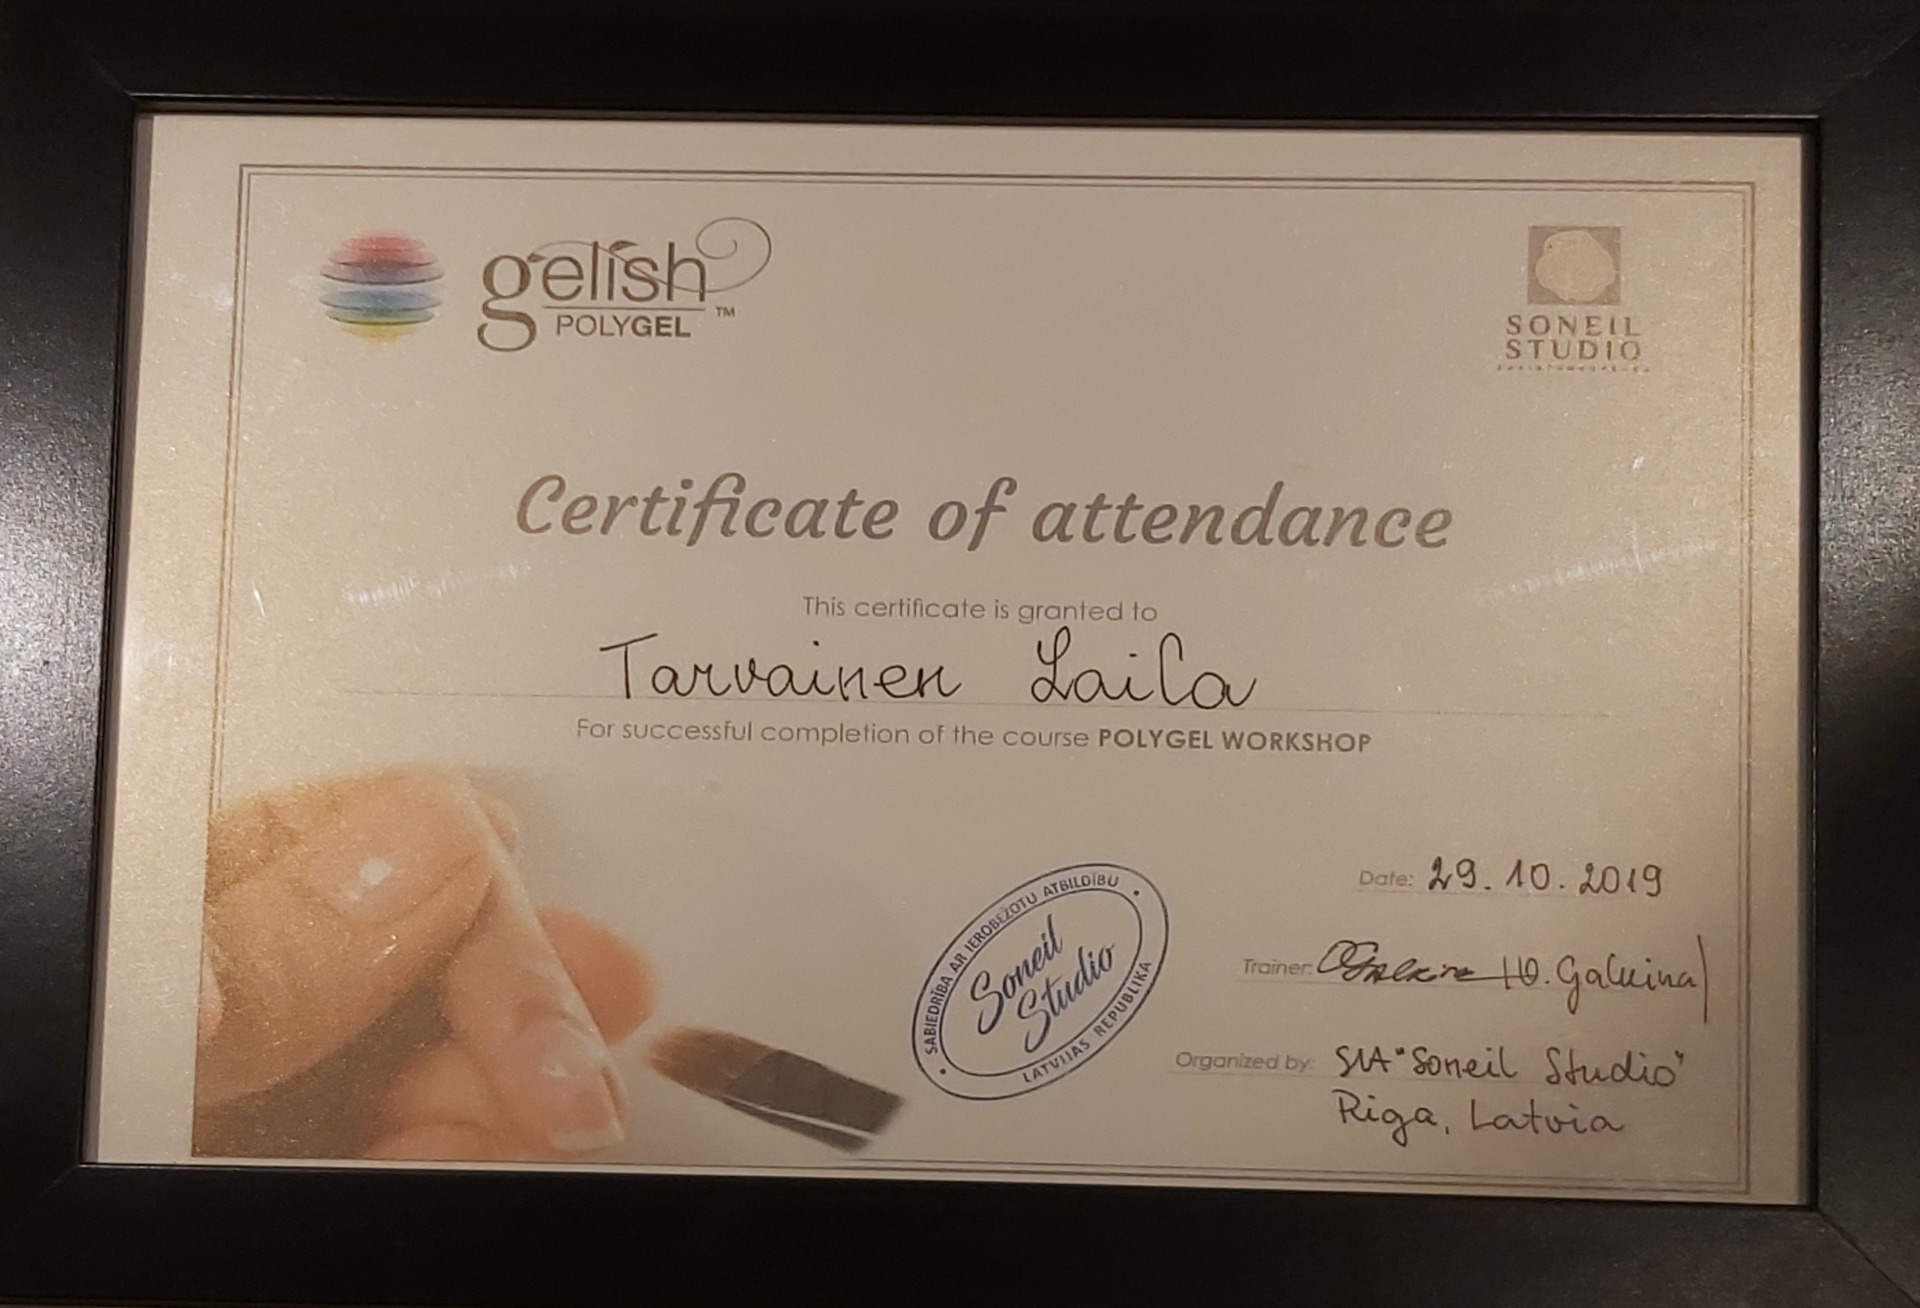 gelish
POLYGEL ™
SONEIL
STUDIO
Certificate of attendance
This certificate is granted to
Tarvainen Laila
For successful completion of the course POLYGEL WORKSHOP
Date: 29.10.2019
SABIEDRĪBA AR IEROBEŽOTU ATBILDĪBU
Soneil
Studio
LATVIJAS REPUBLIKA
Trainer: Galkina
Organized by: SIA "Soneil Studio"
Riga, Latvia